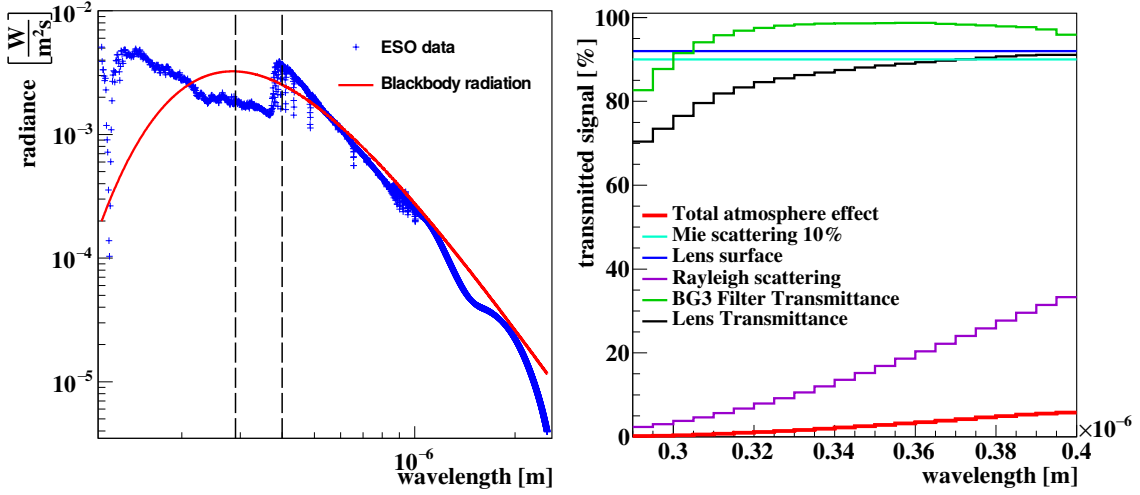 radiance [W/m²s]
10⁻²
10⁻³
10⁻⁴
10⁻⁵
ESO data
Blackbody radiation
10⁻⁶
wavelength [m]
transmitted signal [%]
100
80
60
40
20
0
Total atmosphere effect
Mie scattering 10%
Lens surface
Rayleigh scattering
BG3 Filter Transmittance
Lens Transmittance
0.3 0.32 0.34 0.36 0.38 0.4
×10⁻⁶
wavelength [m]